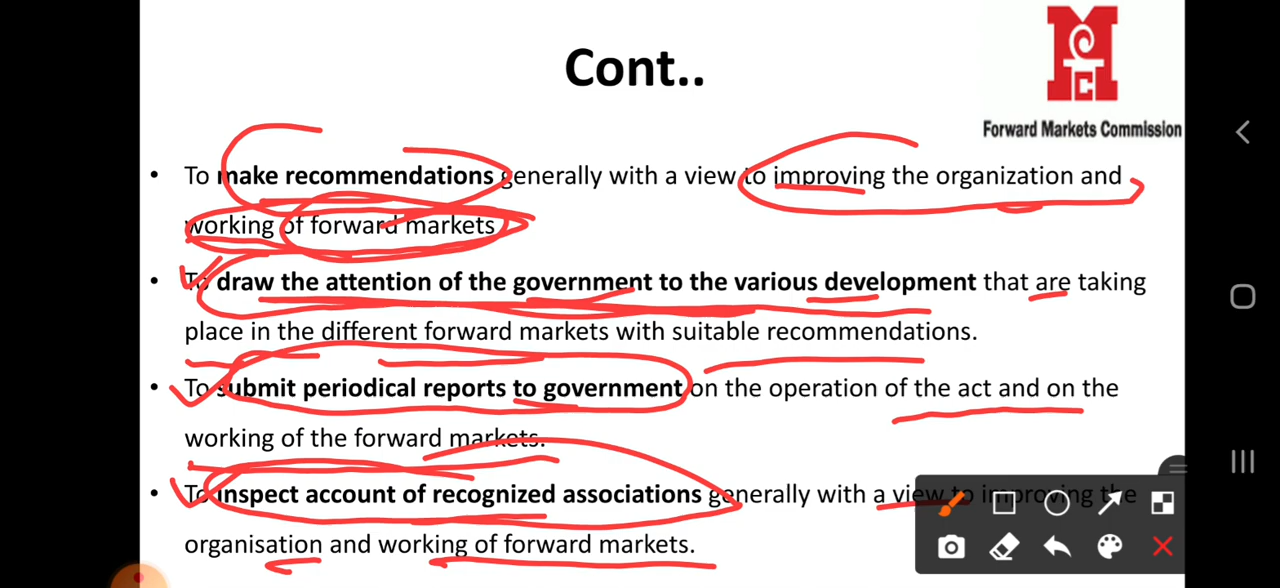 Cont..
Forward Markets Commission
• To make recommendations generally with a view to improving the organization and
working of forward markets
• To draw the attention of the government to the various development that are taking
place in the different forward markets with suitable recommendations.
• To submit periodical reports to government on the operation of the act and on the
working of the forward markets.
• To inspect account of recognized associations generally with a view to improving the
organisation and working of forward markets.